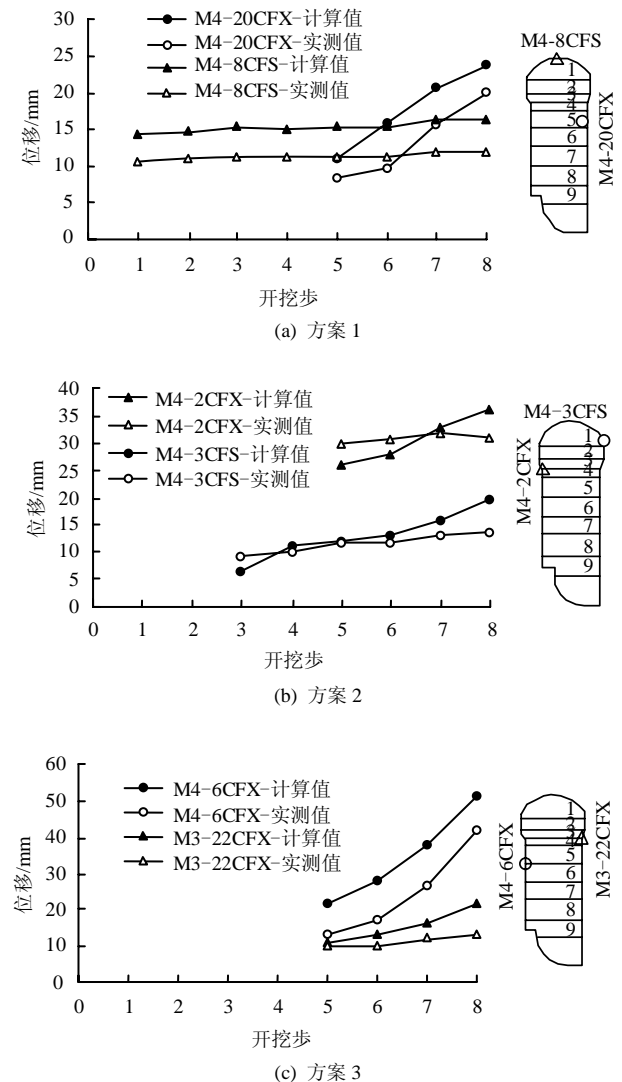 30
25
20
15
10
5
0
位移/mm
M4-20CFX-计算值
M4-20CFX-实测值
M4-8CFS-计算值
M4-8CFS-实测值
0 1 2 3 4 5 6 7 8
开挖步
M4-8CFS
1
2
3
4
5
6
7
8
9
M4-20CFX
(a) 方案 1
40
35
30
25
20
15
10
5
0
位移/mm
M4-2CFX-计算值
M4-2CFX-实测值
M4-3CFS-计算值
M4-3CFS-实测值
0 1 2 3 4 5 6 7 8
开挖步
M4-3CFS
M4-2CFX
1
2
3
4
5
6
7
8
9
(b) 方案 2
60
50
40
30
20
10
0
位移/mm
M4-6CFX-计算值
M4-6CFX-实测值
M3-22CFX-计算值
M3-22CFX-实测值
0 1 2 3 4 5 6 7 8
开挖步
M4-6CFX
1
2
3
4
5
6
7
8
9
M3-22CFX
(c) 方案 3